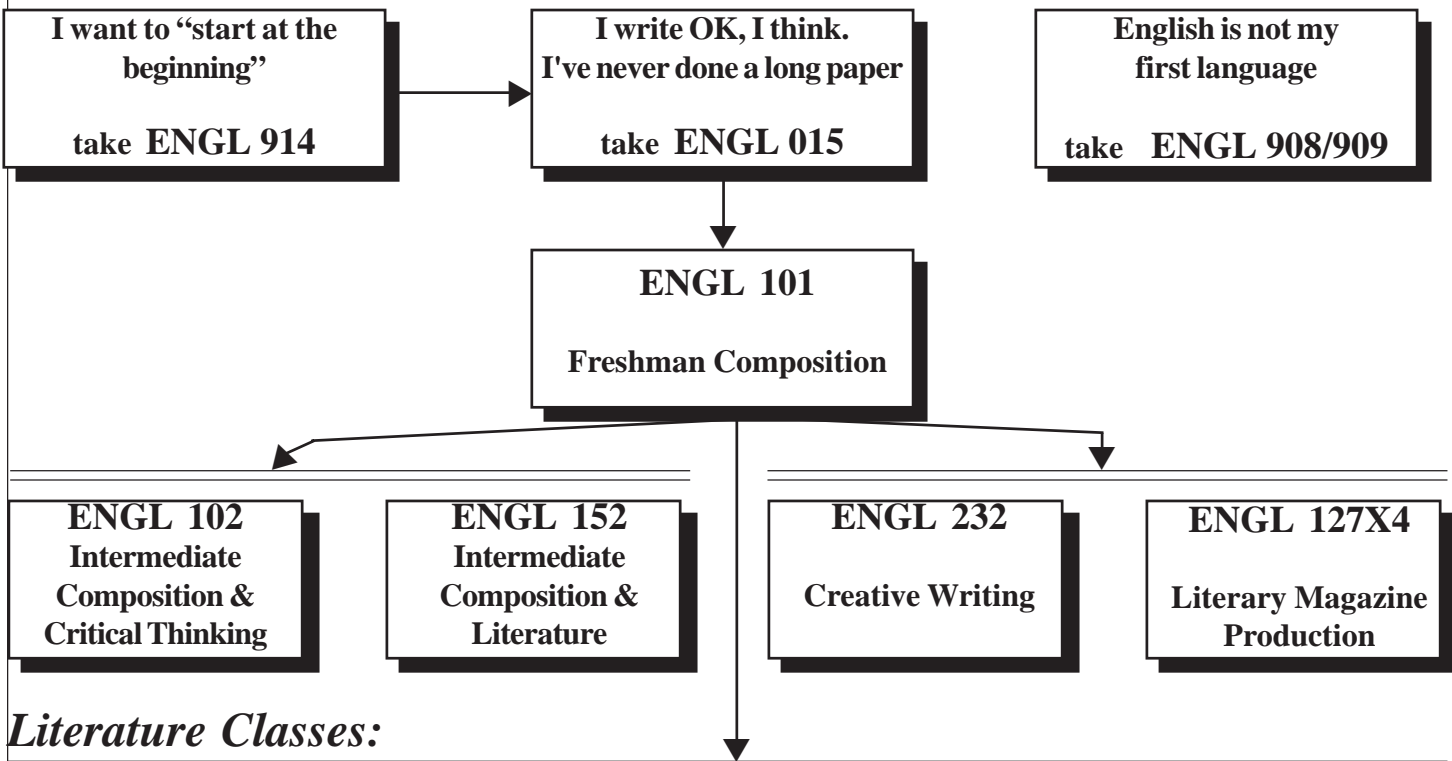 I want to “start at the
beginning”
take ENGL 914
I write OK, I think.
I've never done a long paper
take ENGL 015
English is not my
first language
take ENGL 908/909
ENGL 101
Freshman Composition
ENGL 102
Intermediate
Composition &
Critical Thinking
ENGL 152
Intermediate
Composition &
Literature
ENGL 232
Creative Writing
ENGL 127X4
Literary Magazine
Production
Literature Classes: